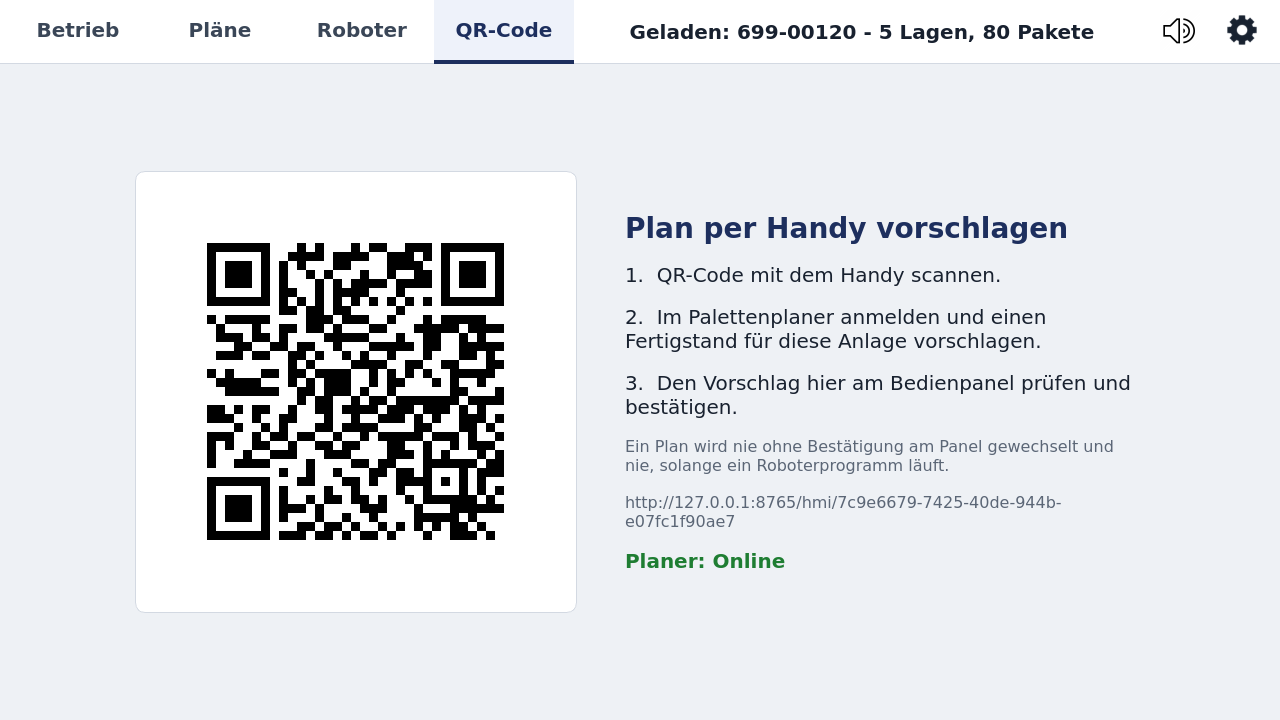 Betrieb Pläne Roboter QR-Code Geladen: 699-00120 - 5 Lagen, 80 Pakete
Plan per Handy vorschlagen
1. QR-Code mit dem Handy scannen.
2. Im Palettenplaner anmelden und einen
Fertigstand für diese Anlage vorschlagen.
3. Den Vorschlag hier am Bedienpanel prüfen und
bestätigen.
Ein Plan wird nie ohne Bestätigung am Panel gewechselt und
nie, solange ein Roboterprogramm läuft.
http://127.0.0.1:8765/hmi/7c9e6679-7425-40de-944b-
e07fc1f90ae7
Planer: Online